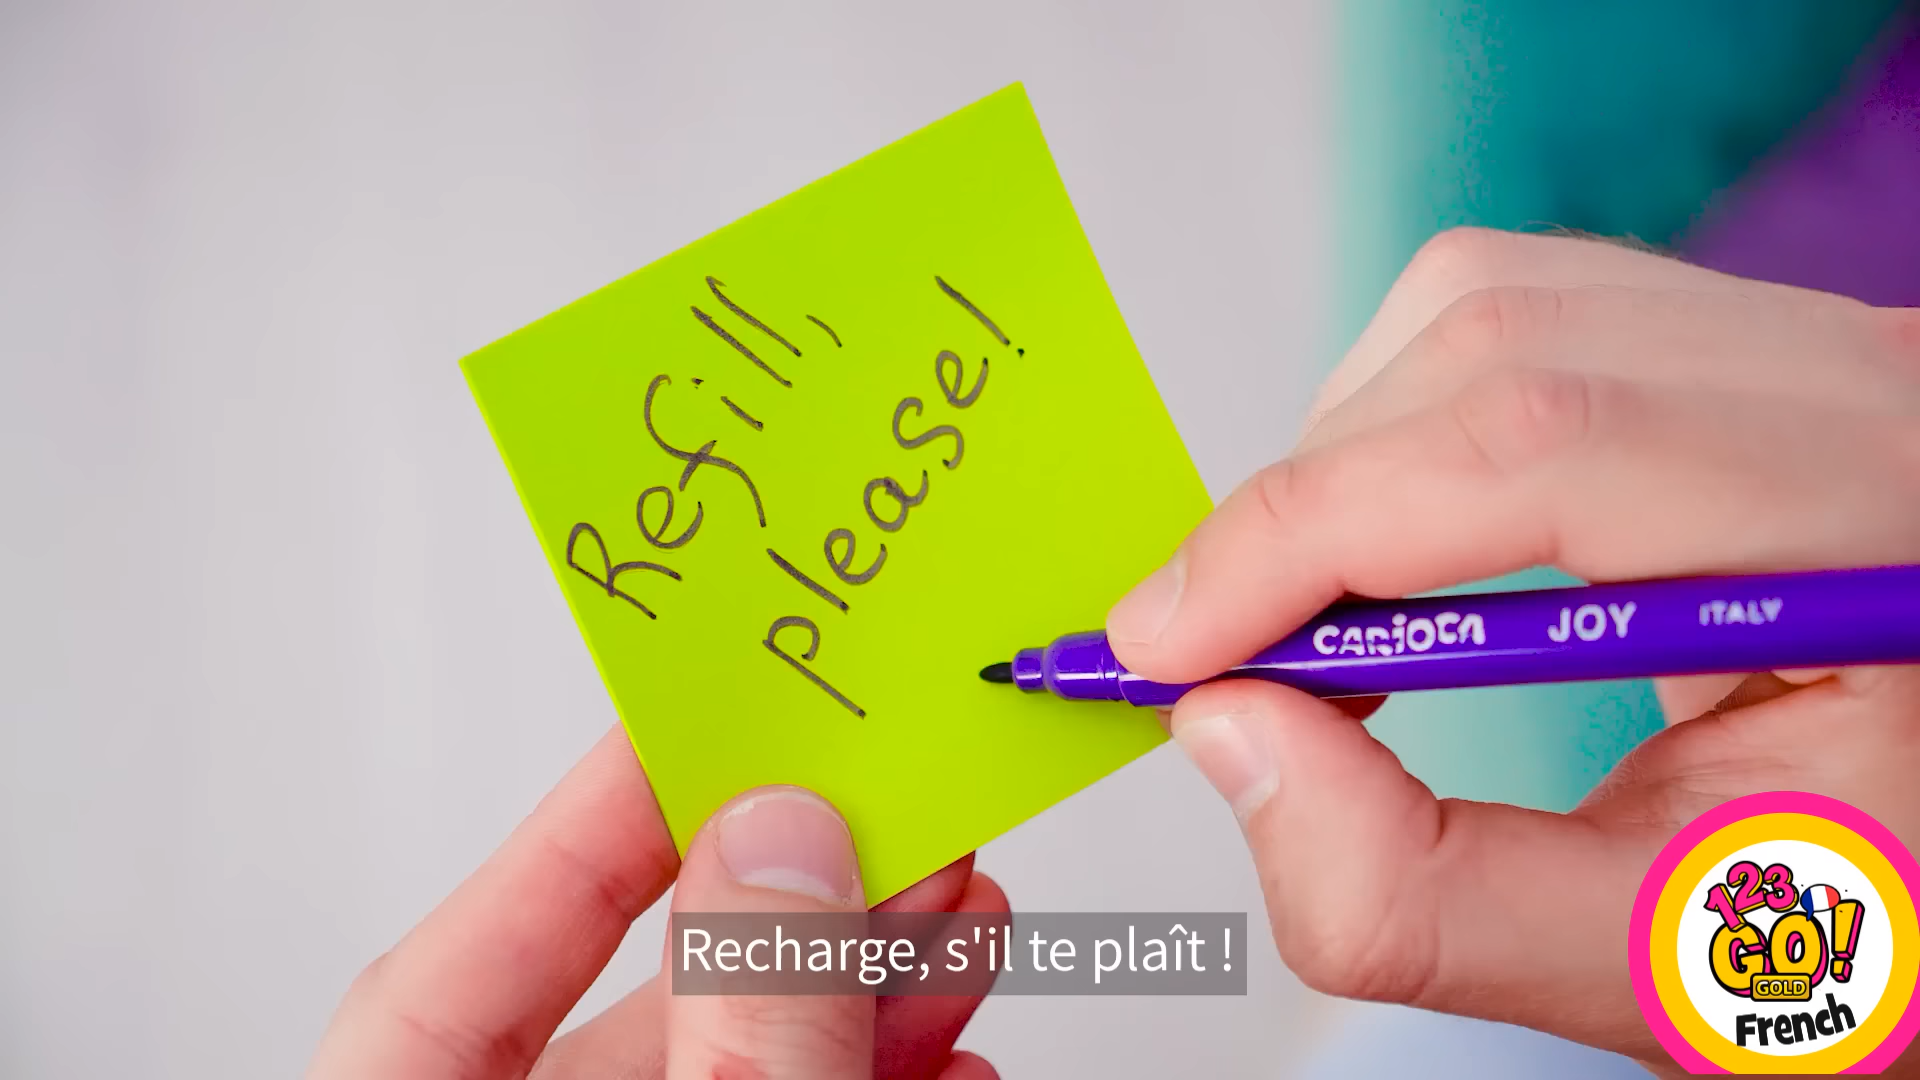 Refill,
please!
CARIOCA JOY ITALY
Recharge, s'il te plaît !
123
GO!
GOLD
French